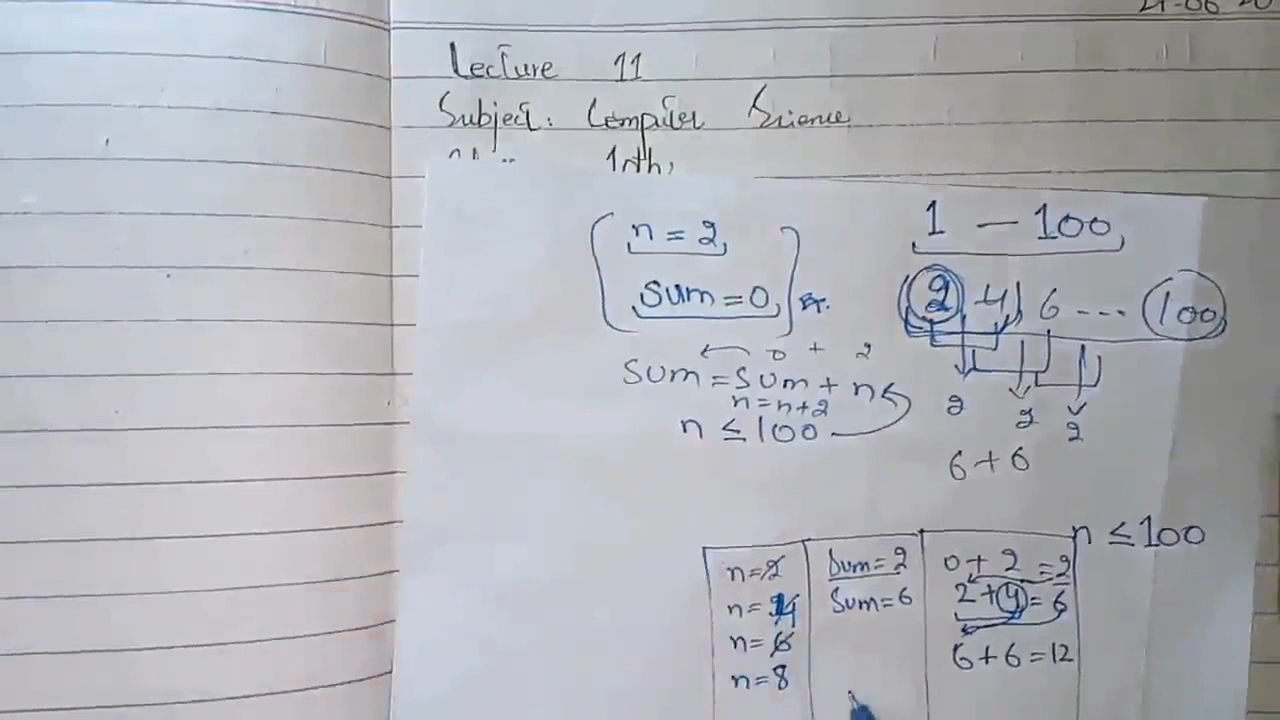 Lecture 11
Subject: Computer Science
n = 2
sum = 0
sum = sum + n
0 + 2
n = n+2
n ≤ 100
1 — 100
2 4 6 ... 100
2 2 2
6 + 6
n ≤ 100
n=2 Sum=2 0+2=2
n=4 Sum=6 2+4=6
n=6 6+6=12
n=8